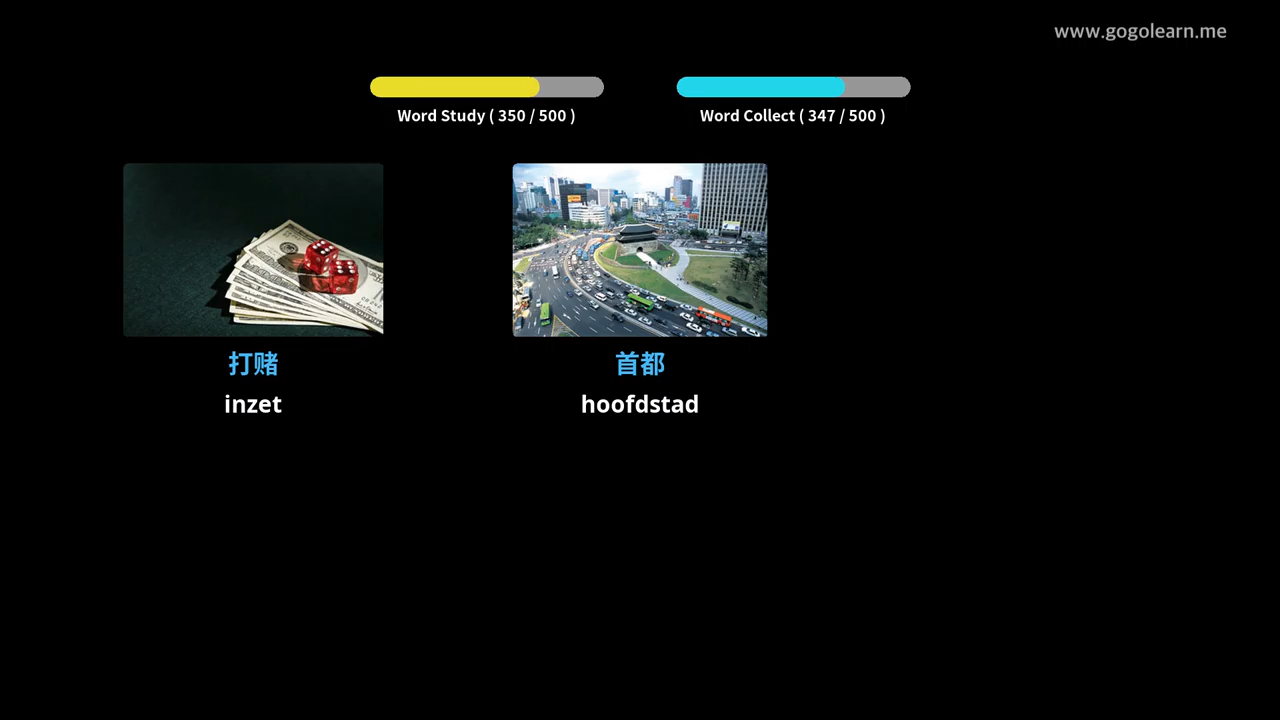 www.gogolearn.me
Word Study ( 350 / 500 )
Word Collect ( 347 / 500 )
打赌
首都
inzet
hoofdstad